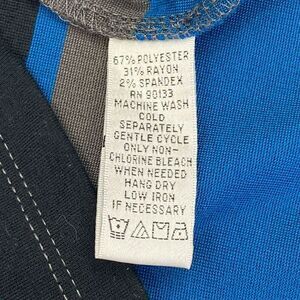 67% POLYESTER
31% RAYON
2% SPANDEX
RN 90133
MACHINE WASH
COLD
SEPARATELY
GENTLE CYCLE
ONLY NON-
CHLORINE BLEACH
WHEN NEEDED
HANG DRY
LOW IRON
IF NECESSARY